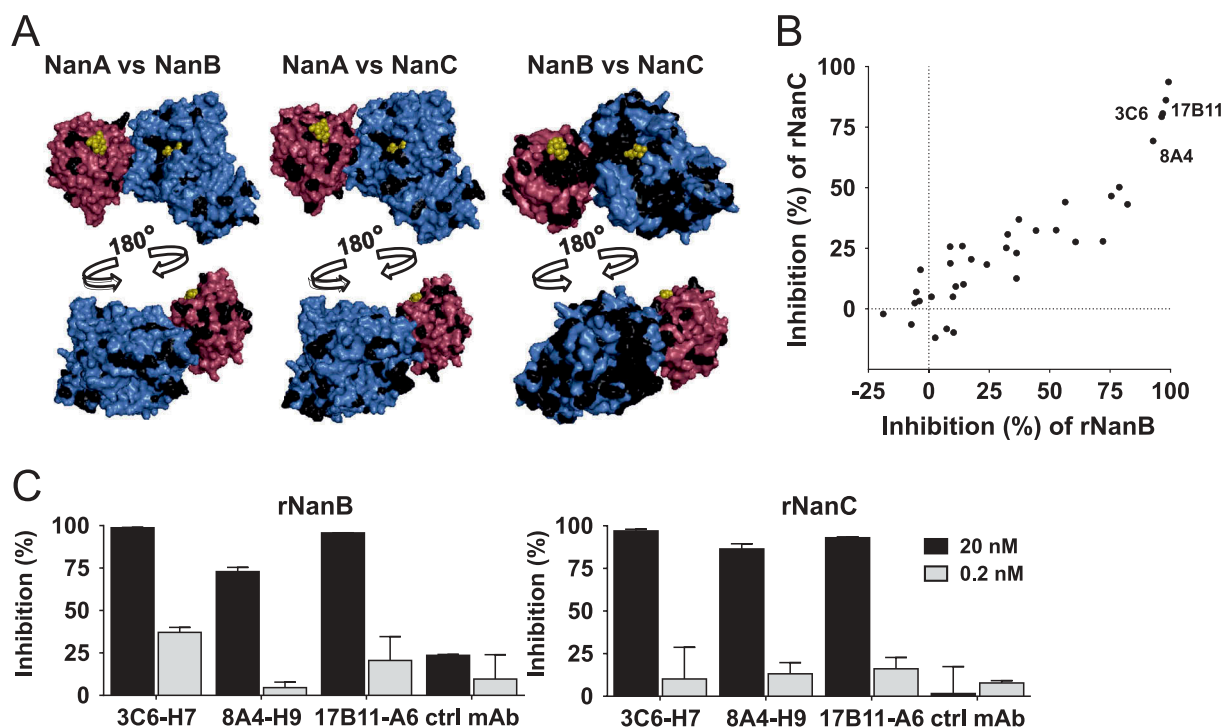 A
NanA vs NanB
NanA vs NanC
NanB vs NanC
180°
180°
180°
B
Inhibition (%) of rNanC
100
75
50
25
0
3C6
17B11
8A4
-25
0
25
50
75
100
Inhibition (%) of rNanB
C
rNanB
Inhibition (%)
100
75
50
25
0
3C6-H7
8A4-H9
17B11-A6
ctrl mAb
rNanC
Inhibition (%)
100
75
50
25
0
3C6-H7
8A4-H9
17B11-A6
ctrl mAb
20 nM
0.2 nM